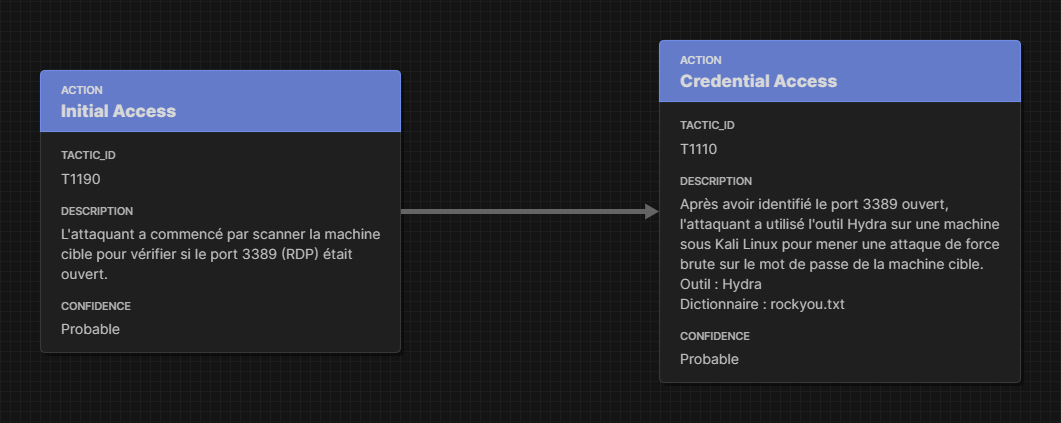 ACTION
Initial Access
TACTIC_ID
T1190
DESCRIPTION
L'attaquant a commencé par scanner la machine
cible pour vérifier si le port 3389 (RDP) était
ouvert.
CONFIDENCE
Probable
ACTION
Credential Access
TACTIC_ID
T1110
DESCRIPTION
Après avoir identifié le port 3389 ouvert,
l'attaquant a utilisé l'outil Hydra sur une machine
sous Kali Linux pour mener une attaque de force
brute sur le mot de passe de la machine cible.
Outil : Hydra
Dictionnaire : rockyou.txt
CONFIDENCE
Probable